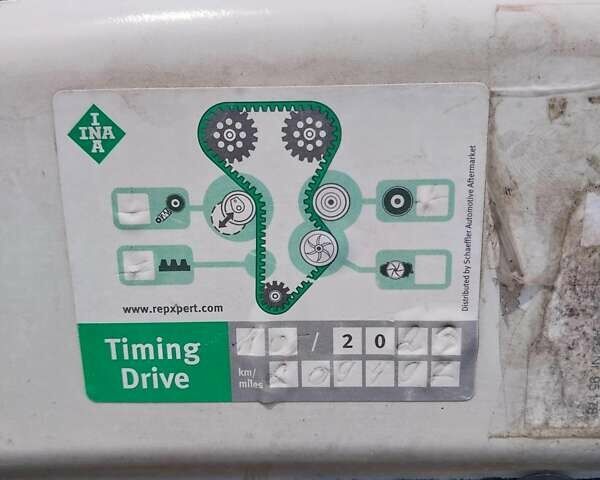 I
INA
A
Distributed by Schaeffler Automotive Aftermarket
www.repxpert.com
Timing
Drive
/ 20
km/
miles